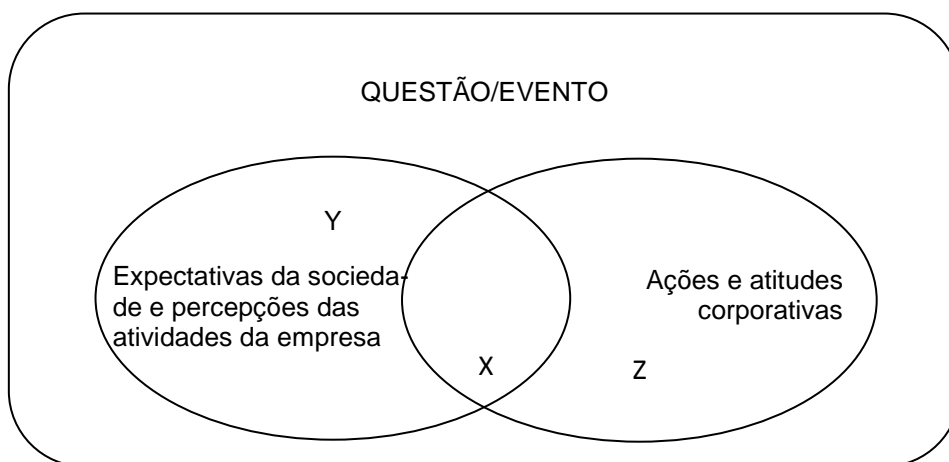 QUESTÃO/EVENTO
Y
Expectativas da socieda-
de e percepções das
atividades da empresa
Ações e atitudes
corporativas
X
Z